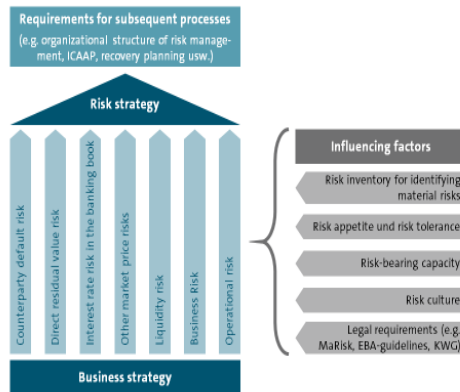 Requirements for subsequent processes
(e.g. organizational structure of risk manage-
ment, ICAAP, recovery planning usw.)
Risk strategy
Counterparty default risk
Direct residual value risk
Interest rate risk in the banking book
Other market price risks
Liquidity risk
Business Risk
Operational risk
Business strategy
Influencing factors
Risk inventory for identifying
material risks
Risk appetite und risk tolerance
Risk-bearing capacity
Risk culture
Legal requirements (e.g.
MaRisk, EBA-guidelines, KWG)